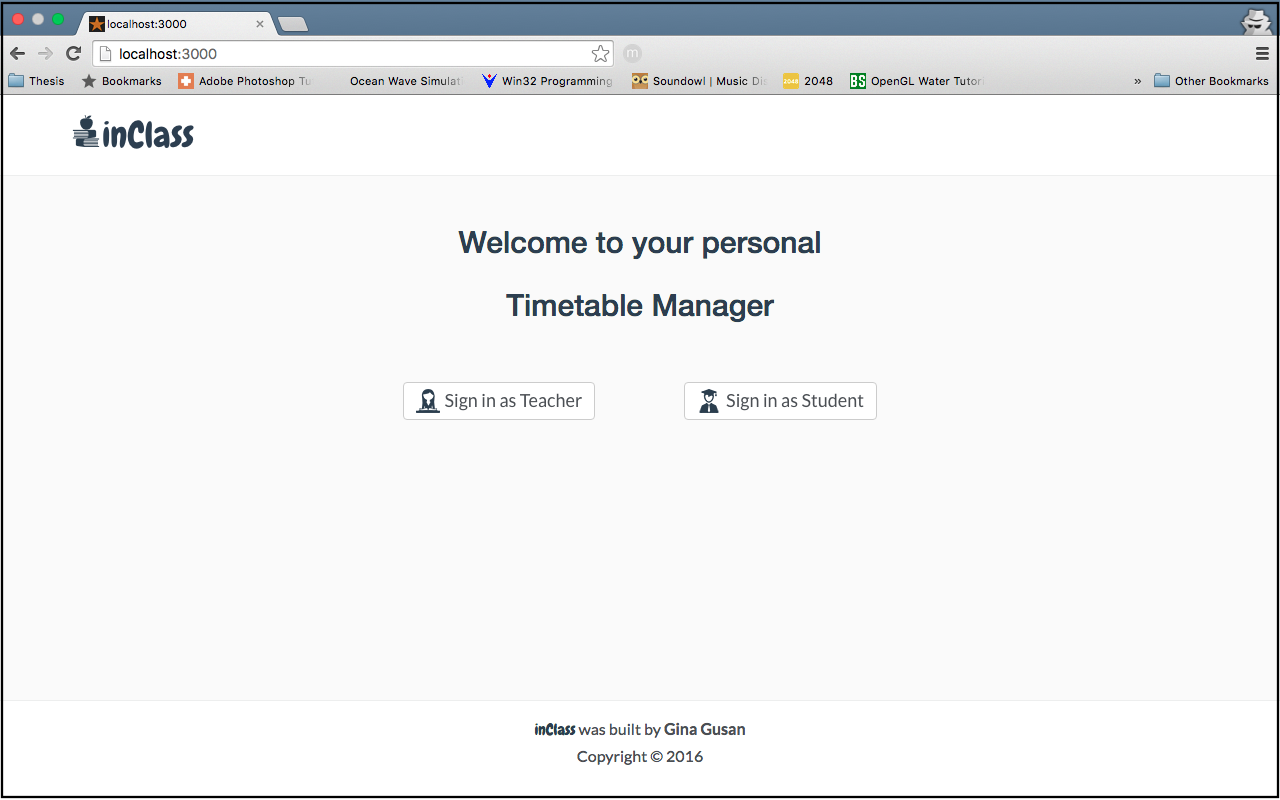 localhost:3000
localhost:3000
m
Thesis Bookmarks Adobe Photoshop Tu Ocean Wave Simulat Win32 Programming Soundowl | Music Dis 2048 2048 BS OpenGL Water Tutori » Other Bookmarks
inClass
Welcome to your personal
Timetable Manager
Sign in as Teacher Sign in as Student
inClass was built by Gina Gusan
Copyright © 2016